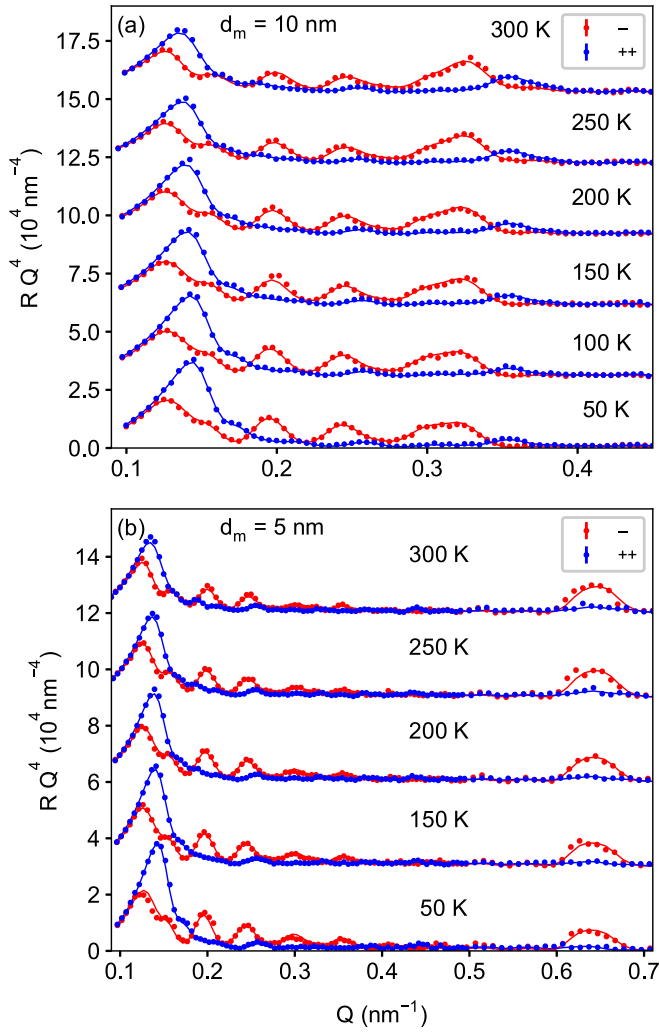 (a)
d_m = 10 nm
300 K
–
++
250 K
200 K
150 K
100 K
50 K
17.5
15.0
12.5
10.0
7.5
5.0
2.5
0.0
R Q^4 (10^4 nm^−4)
0.1
0.2
0.3
0.4
(b)
d_m = 5 nm
–
++
300 K
250 K
200 K
150 K
50 K
14
12
10
8
6
4
2
0
R Q^4 (10^4 nm^−4)
0.1
0.2
0.3
0.4
0.5
0.6
0.7
Q (nm^−1)